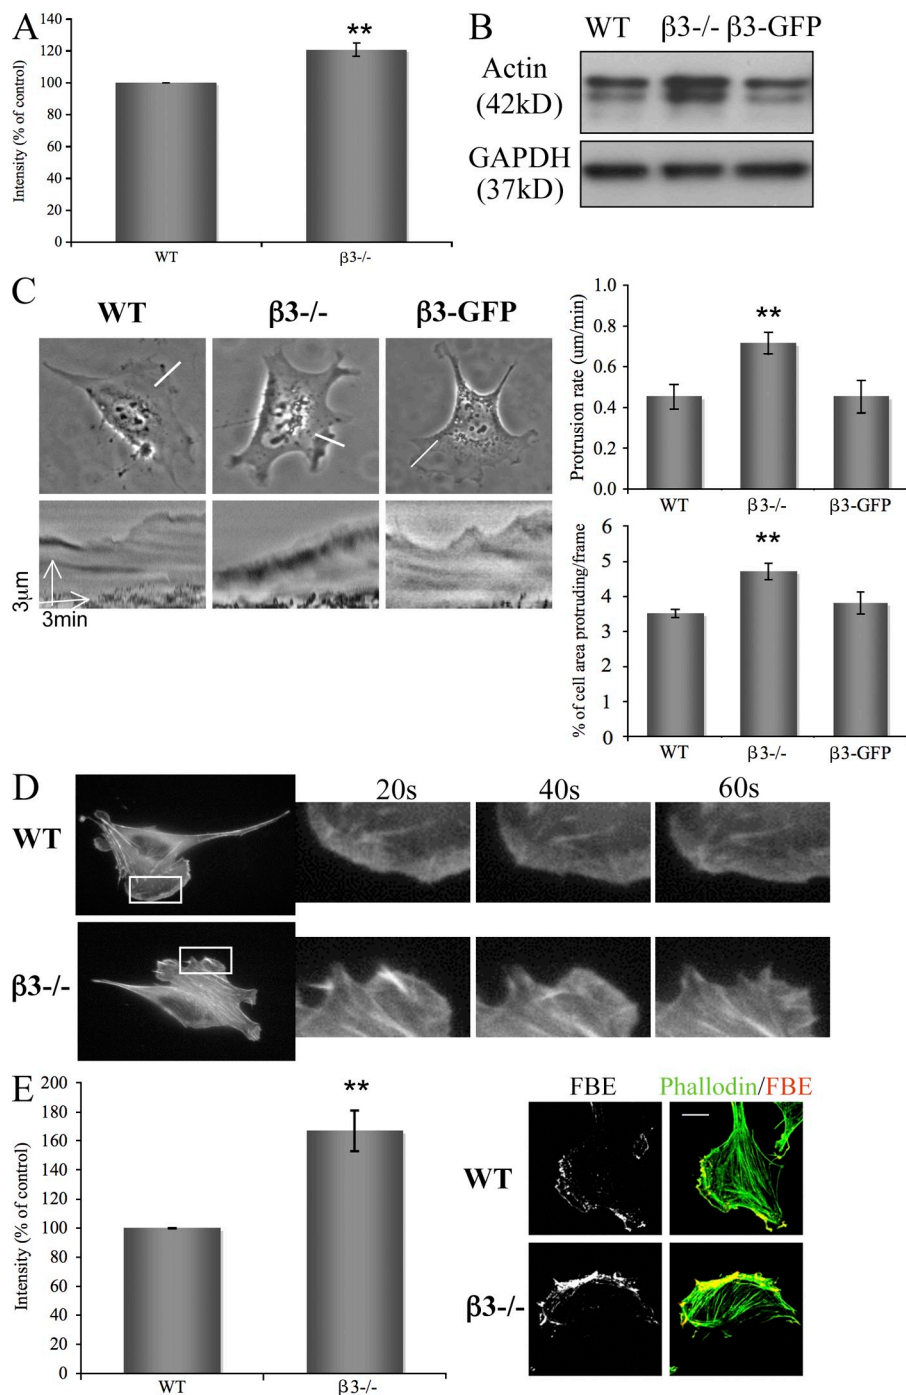 A
140
120
100
80
60
40
20
0
Intensity (% of control)
**
WT
β3-/-
B
WT β3-/- β3-GFP
Actin
(42kD)
GAPDH
(37kD)
C
WT β3-/- β3-GFP
3μm
3min
1.0
0.8
0.6
0.4
0.2
0.0
Protrusion rate (um/min)
**
WT β3-/- β3-GFP
6
5
4
3
2
1
0
% of cell area protruding/frame
**
WT β3-/- β3-GFP
D
20s 40s 60s
WT
β3-/-
E
200
180
160
140
120
100
80
60
40
20
0
Intensity (% of control)
**
WT β3-/-
FBE Phallodin/FBE
WT
β3-/-